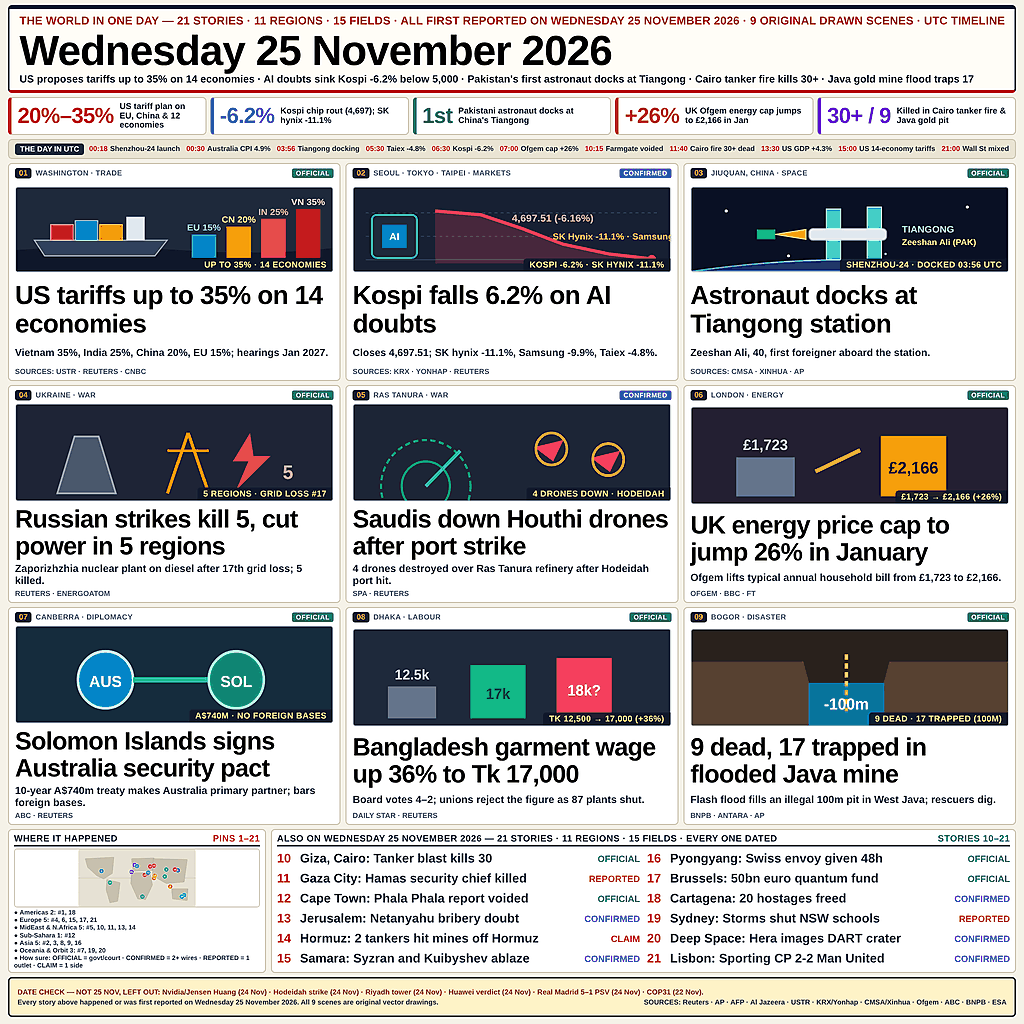 THE WORLD IN ONE DAY — 21 STORIES · 11 REGIONS · 15 FIELDS · ALL FIRST REPORTED ON WEDNESDAY 25 NOVEMBER 2026 · 9 ORIGINAL DRAWN SCENES · UTC TIMELINE
Wednesday 25 November 2026
US proposes tariffs up to 35% on 14 economies · AI doubts sink Kospi -6.2% below 5,000 · Pakistan's first astronaut docks at Tiangong · Cairo tanker fire kills 30+ · Java gold mine flood traps 17
20%–35%
US tariff plan on
EU, China & 12
economies
-6.2%
Kospi chip rout (4,697); SK
hynix -11.1%
1st
Pakistani astronaut docks at
China's Tiangong
+26%
UK Ofgem energy cap jumps
to £2,166 in Jan
30+ / 9
Killed in Cairo tanker fire &
Java gold pit
THE DAY IN UTC 00:18 Shenzhou-24 launch 00:30 Australia CPI 4.9% 03:56 Tiangong docking 05:30 Taiex -4.8% 06:30 Kospi -6.2% 07:00 Ofgem cap +26% 10:15 Farmgate voided 11:40 Cairo fire 30+ dead 13:30 US GDP +4.3% 15:00 US 14-economy tariffs 21:00 Wall St mixed
01 WASHINGTON · TRADE OFFICIAL
EU 15%
CN 20%
IN 25%
VN 35%
UP TO 35% · 14 ECONOMIES
US tariffs up to 35% on 14
economies
Vietnam 35%, India 25%, China 20%, EU 15%; hearings Jan 2027.
SOURCES: USTR · REUTERS · CNBC
02 SEOUL · TOKYO · TAIPEI · MARKETS CONFIRMED
AI
4,697.51 (-6.16%)
SK Hynix -11.1% · Samsung
KOSPI -6.2% · SK HYNIX -11.1%
Kospi falls 6.2% on AI
doubts
Closes 4,697.51; SK hynix -11.1%, Samsung -9.9%, Taiex -4.8%.
SOURCES: KRX · YONHAP · REUTERS
03 JIUQUAN, CHINA · SPACE OFFICIAL
TIANGONG
Zeeshan Ali (PAK)
SHENZHOU-24 · DOCKED 03:56 UTC
Astronaut docks at
Tiangong station
Zeeshan Ali, 40, first foreigner aboard the station.
SOURCES: CMSA · XINHUA · AP
04 UKRAINE · WAR OFFICIAL
5
5 REGIONS · GRID LOSS #17
Russian strikes kill 5, cut
power in 5 regions
Zaporizhzhia nuclear plant on diesel after 17th grid loss; 5
killed.
REUTERS · ENERGOATOM
05 RAS TANURA · WAR CONFIRMED
4 DRONES DOWN · HODEIDAH
Saudis down Houthi drones
after port strike
4 drones destroyed over Ras Tanura refinery after Hodeidah
port hit.
SPA · REUTERS
06 LONDON · ENERGY OFFICIAL
£1,723
£2,166
£1,723 → £2,166 (+26%)
UK energy price cap to
jump 26% in January
Ofgem lifts typical annual household bill from £1,723 to £2,166.
OFGEM · BBC · FT
07 CANBERRA · DIPLOMACY OFFICIAL
AUS
SOL
A$740M · NO FOREIGN BASES
Solomon Islands signs
Australia security pact
10-year A$740m treaty makes Australia primary partner; bars
foreign bases.
ABC · REUTERS
08 DHAKA · LABOUR OFFICIAL
12.5k
17k
18k?
TK 12,500 → 17,000 (+36%)
Bangladesh garment wage
up 36% to Tk 17,000
Board votes 4–2; unions reject the figure as 87 plants shut.
DAILY STAR · REUTERS
09 BOGOR · DISASTER OFFICIAL
-100m
9 DEAD · 17 TRAPPED (100M)
9 dead, 17 trapped in
flooded Java mine
Flash flood fills an illegal 100m pit in West Java; rescuers dig.
BNPB · ANTARA · AP
WHERE IT HAPPENED PINS 1–21
● Americas 2: #1, 18
● Europe 5: #4, 6, 15, 17, 21
● MidEast & N.Africa 5: #5, 10, 11, 13, 14
● Sub-Sahara 1: #12
● Asia 5: #2, 3, 8, 9, 16
● Oceania & Orbit 3: #7, 19, 20
● How sure: OFFICIAL = govt/court · CONFIRMED = 2+ wires · REPORTED = 1
outlet · CLAIM = 1 side
ALSO ON WEDNESDAY 25 NOVEMBER 2026 — 21 STORIES · 11 REGIONS · 15 FIELDS · EVERY ONE DATED STORIES 10–21
10 Giza, Cairo: Tanker blast kills 30 OFFICIAL
11 Gaza City: Hamas security chief killed REPORTED
12 Cape Town: Phala Phala report voided OFFICIAL
13 Jerusalem: Netanyahu bribery doubt CONFIRMED
14 Hormuz: 2 tankers hit mines off Hormuz CLAIM
15 Samara: Syzran and Kuibyshev ablaze CONFIRMED
16 Pyongyang: Swiss envoy given 48h OFFICIAL
17 Brussels: 50bn euro quantum fund OFFICIAL
18 Cartagena: 20 hostages freed CONFIRMED
19 Sydney: Storms shut NSW schools REPORTED
20 Deep Space: Hera images DART crater CONFIRMED
21 Lisbon: Sporting CP 2-2 Man United CONFIRMED
DATE CHECK — NOT 25 NOV, LEFT OUT: Nvidia/Jensen Huang (24 Nov) · Hodeidah strike (24 Nov) · Riyadh tower (24 Nov) · Huawei verdict (24 Nov) · Real Madrid 5–1 PSV (24 Nov) · COP31 (22 Nov).
Every story above happened or was first reported on Wednesday 25 November 2026. All 9 scenes are original vector drawings.
SOURCES: Reuters · AP · AFP · Al Jazeera · USTR · KRX/Yonhap · CMSA/Xinhua · Ofgem · ABC · BNPB · ESA